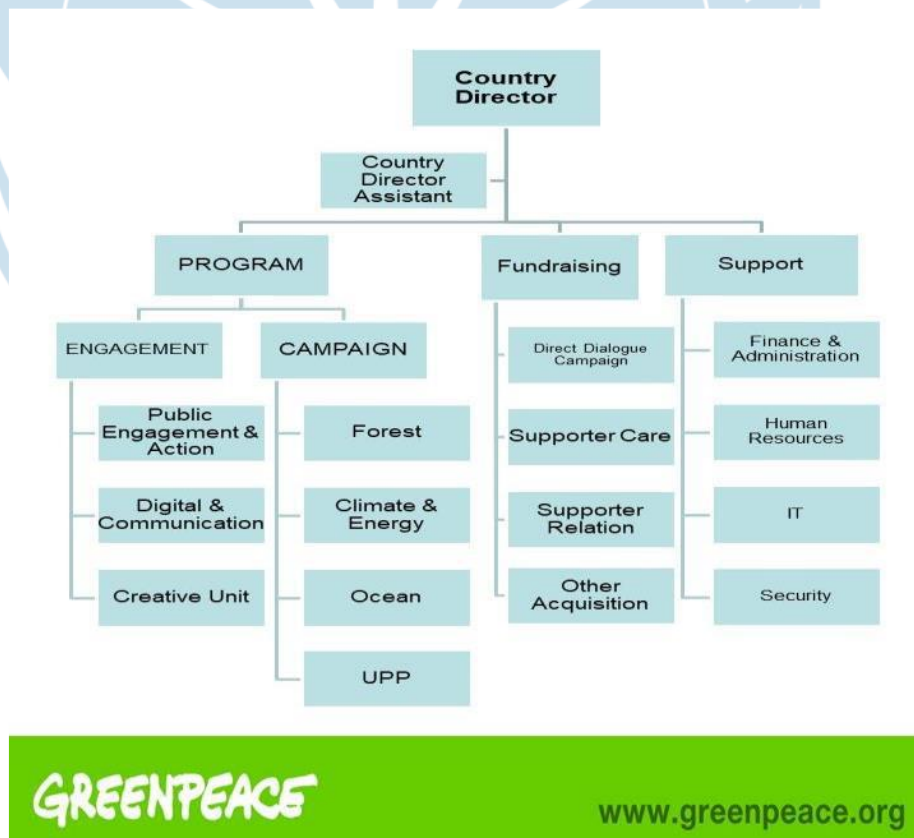 Country
Director
Country
Director
Assistant
PROGRAM
Fundraising
Support
ENGAGEMENT
CAMPAIGN
Public
Engagement &
Action
Digital &
Communication
Creative Unit
Forest
Climate &
Energy
Ocean
UPP
Direct Dialogue
Campaign
Supporter Care
Supporter
Relation
Other
Acquisition
Finance &
Administration
Human
Resources
IT
Security
GREENPEACE
www.greenpeace.org